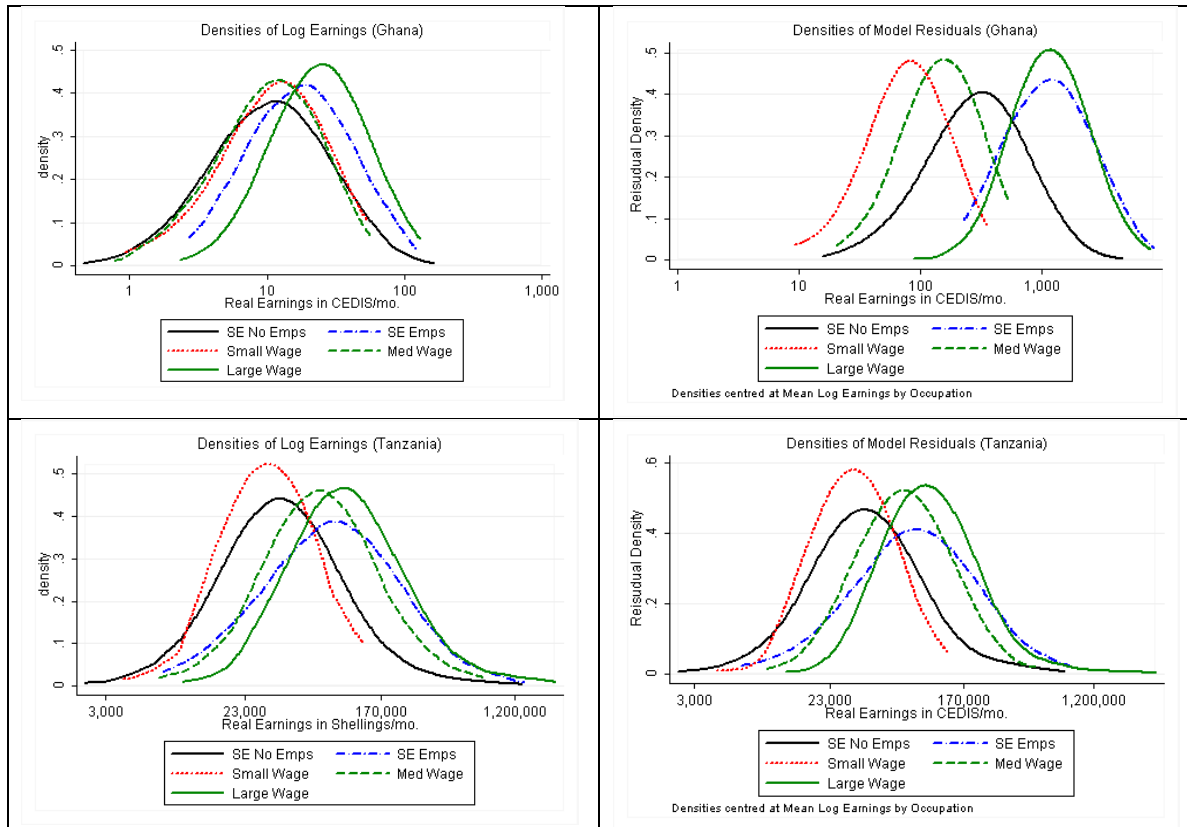 Densities of Log Earnings (Ghana)
.5
.4
.3
.2
.1
0
density
1
10
100
1,000
Real Earnings in CEDIS/mo.
SE No Emps
SE Emps
Small Wage
Med Wage
Large Wage
Densities of Model Residuals (Ghana)
.5
.4
.3
.2
.1
0
Reisudual Density
1
10
100
1,000
Real Earnings in CEDIS/mo.
SE No Emps
SE Emps
Small Wage
Med Wage
Large Wage
Densities centred at Mean Log Earnings by Occupation
Densities of Log Earnings (Tanzania)
.5
.4
.3
.2
.1
0
density
3,000
23,000
170,000
1,200,000
Real Earnings in Shellings/mo.
SE No Emps
SE Emps
Small Wage
Med Wage
Large Wage
Densities of Model Residuals (Tanzania)
.6
.4
.2
0
Reisudual Density
3,000
23,000
170,000
1,200,000
Real Earnings in CEDIS/mo.
SE No Emps
SE Emps
Small Wage
Med Wage
Large Wage
Densities centred at Mean Log Earnings by Occupation